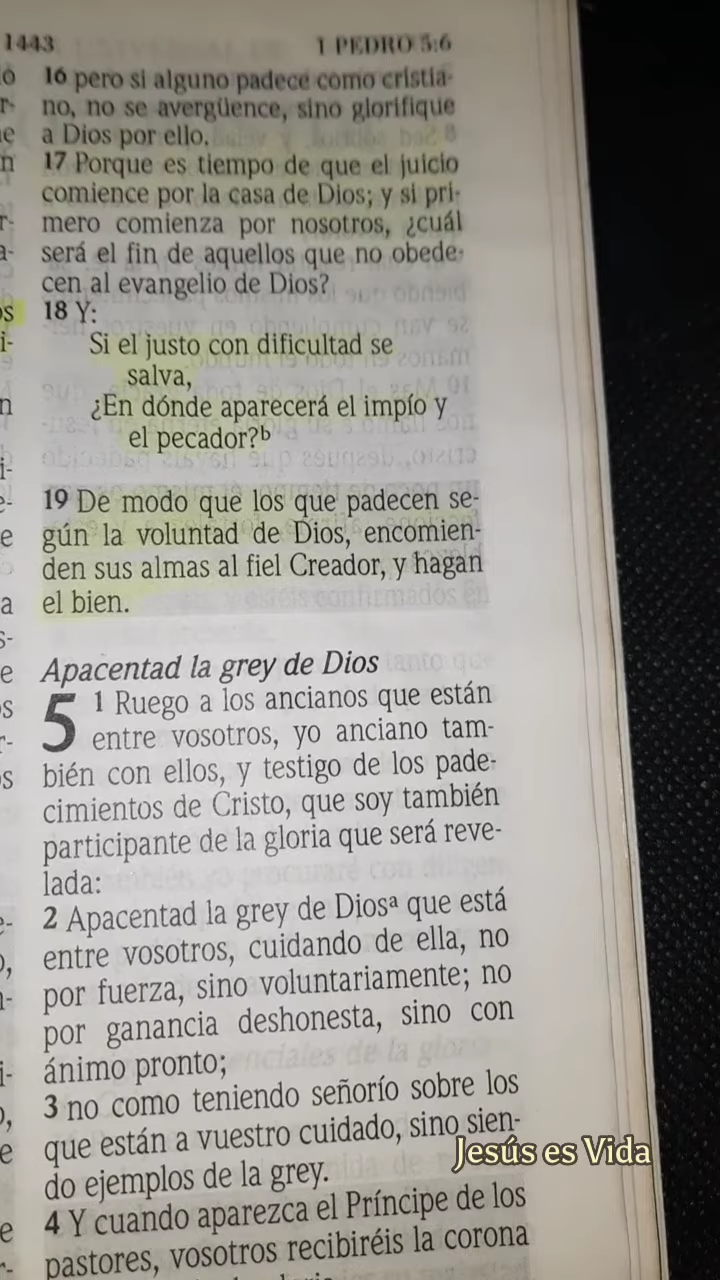 1443
1 PEDRO 5:6
16 pero si alguno padece como cristia-
no, no se avergüence, sino glorifique
a Dios por ello.
17 Porque es tiempo de que el juicio
comience por la casa de Dios; y si pri-
mero comienza por nosotros, ¿cuál
será el fin de aquellos que no obede-
cen al evangelio de Dios?
18 Y:
Si el justo con dificultad se
salva,
¿En dónde aparecerá el impío y
el pecador?ᵇ
19 De modo que los que padecen se-
gún la voluntad de Dios, encomien-
den sus almas al fiel Creador, y hagan
el bien.
Apacentad la grey de Dios
5 1 Ruego a los ancianos que están
entre vosotros, yo anciano tam-
bién con ellos, y testigo de los pade-
cimientos de Cristo, que soy también
participante de la gloria que será reve-
lada:
2 Apacentad la grey de Diosª que está
entre vosotros, cuidando de ella, no
por fuerza, sino voluntariamente; no
por ganancia deshonesta, sino con
ánimo pronto;
3 no como teniendo señorío sobre los
que están a vuestro cuidado, sino sien-
do ejemplos de la grey.
Jesús es Vida
4 Y cuando aparezca el Príncipe de los
pastores, vosotros recibiréis la corona